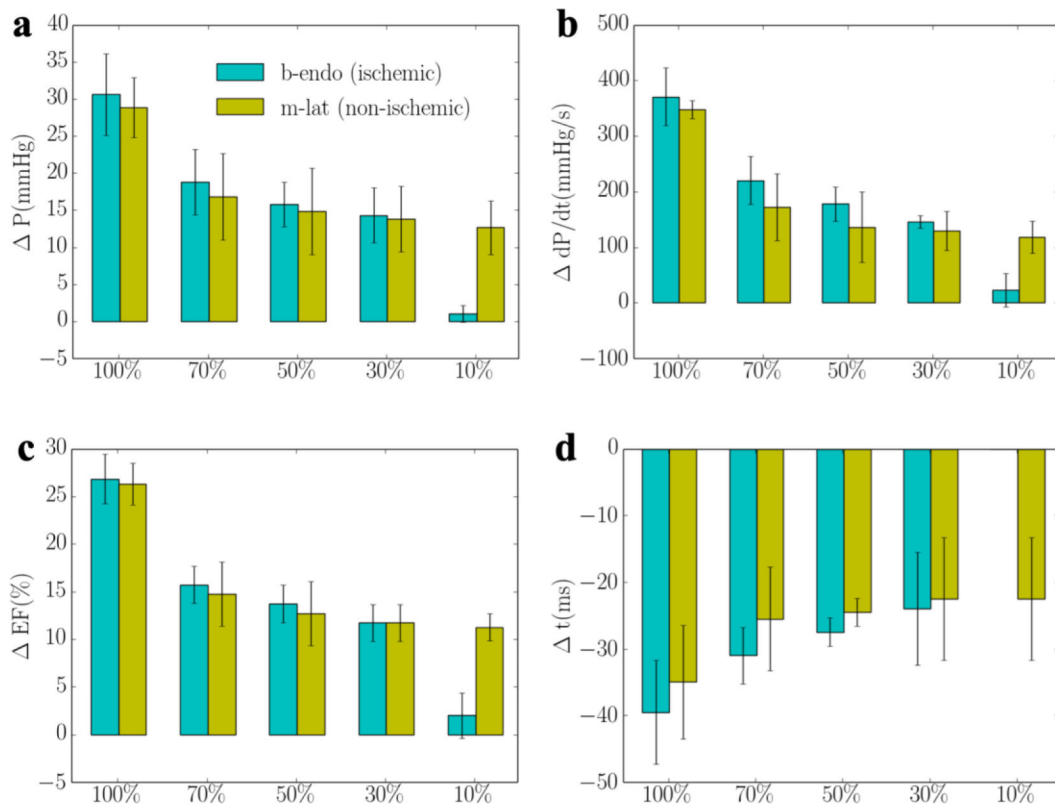 a
40
35
30
25
20
15
10
5
0
−5
Δ P(mmHg)
b-endo (ischemic)
m-lat (non-ischemic)
100% 70% 50% 30% 10%
b
500
400
300
200
100
0
−100
Δ dP/dt(mmHg/s)
100% 70% 50% 30% 10%
c
30
25
20
15
10
5
0
−5
Δ EF(%)
100% 70% 50% 30% 10%
d
0
−10
−20
−30
−40
−50
Δ t(ms)
100% 70% 50% 30% 10%